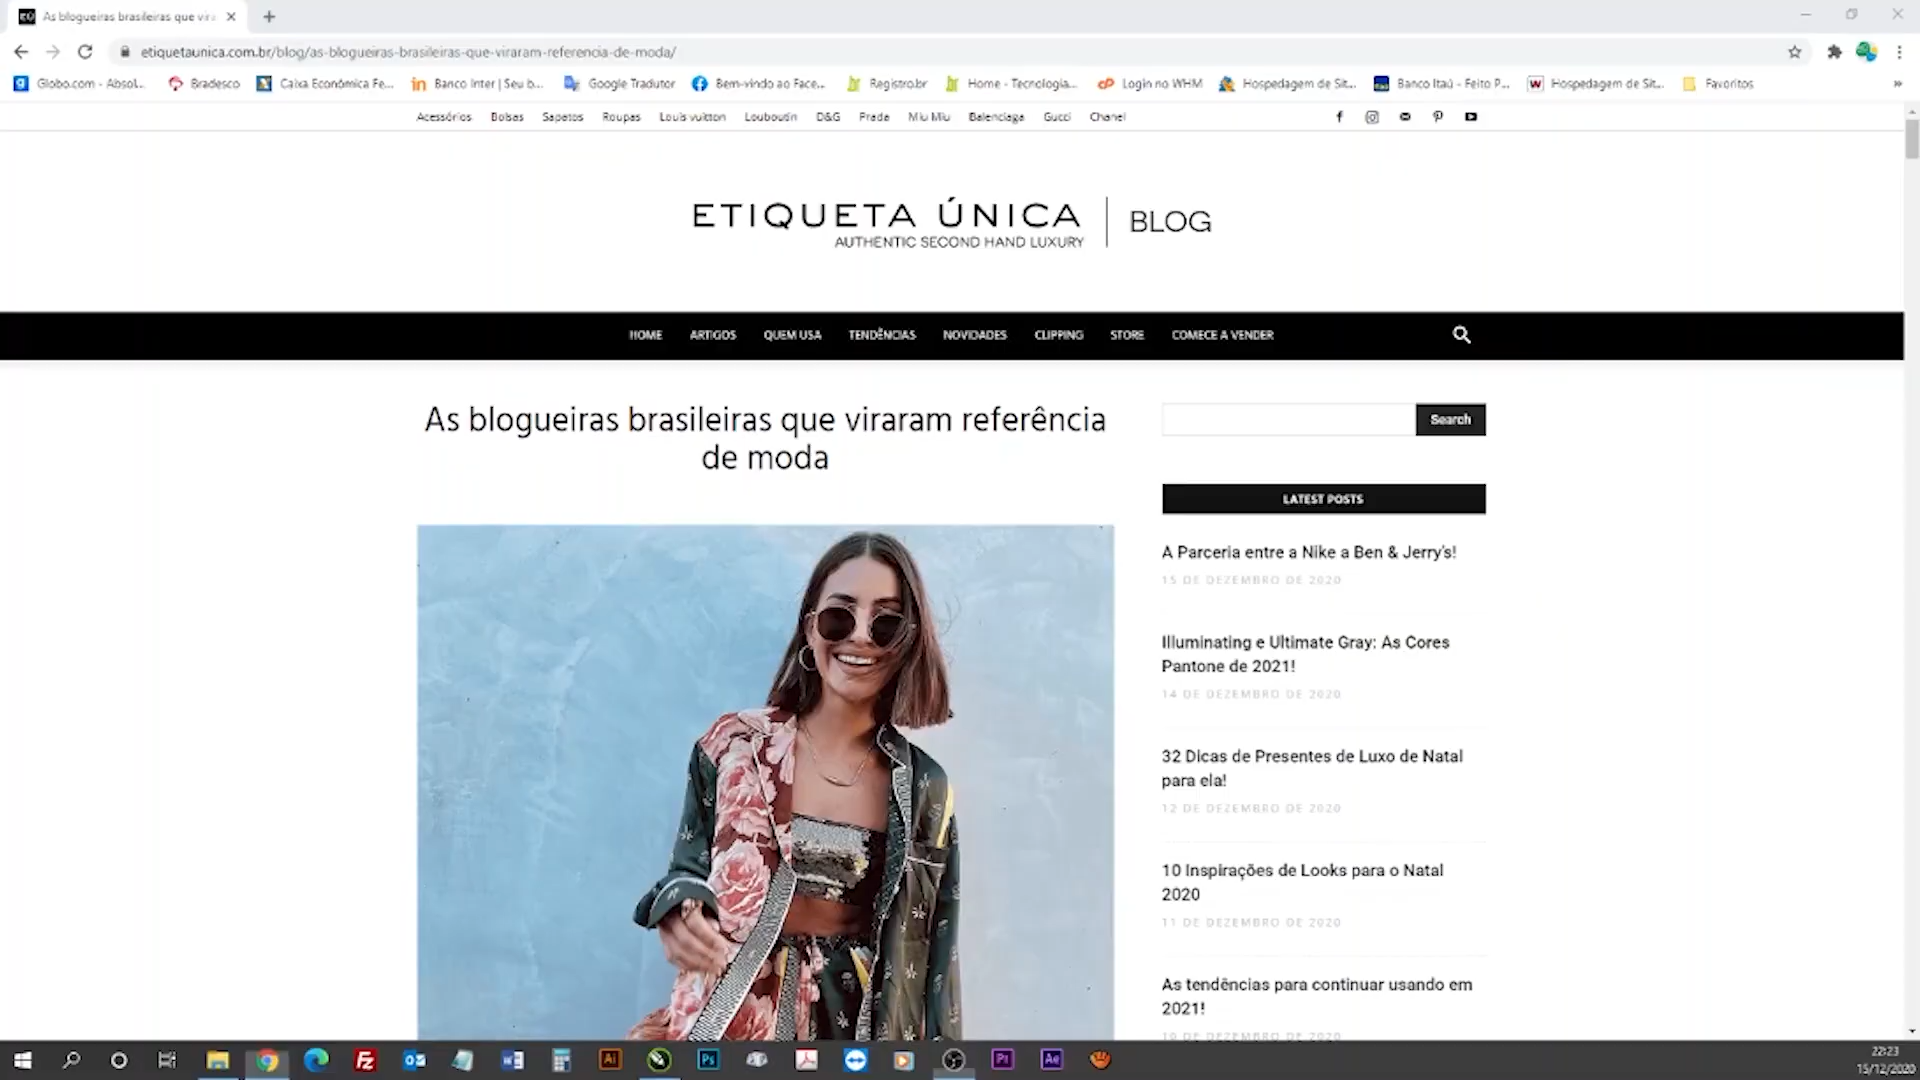 As blogueiras brasileiras que vira
etiquetaunica.com.br/blog/as-blogueiras-brasileiras-que-viraram-referencia-de-moda/
Globo.com - Absol... Bradesco Caixa Econômica Fe... Banco Inter | Seu b... Google Tradutor Bem-vindo ao Face... Registro.br Home - Tecnologia... Login no WHM Hospedagem de Sit... Banco Itaú - Feito P... Hospedagem de Sit... Favoritos
Acessórios Bolsas Sapatos Roupas Louis vuitton Louboutin D&G Prada Miu Miu Balenciaga Gucci Chanel
ETIQUETA ÚNICA | BLOG
AUTHENTIC SECOND HAND LUXURY
HOME ARTIGOS QUEM USA TENDÊNCIAS NOVIDADES CLIPPING STORE COMECE A VENDER
As blogueiras brasileiras que viraram referência
de moda
Search
LATEST POSTS
A Parceria entre a Nike a Ben & Jerry's!
15 DE DEZEMBRO DE 2020
Illuminating e Ultimate Gray: As Cores
Pantone de 2021!
14 DE DEZEMBRO DE 2020
32 Dicas de Presentes de Luxo de Natal
para ela!
12 DE DEZEMBRO DE 2020
10 Inspirações de Looks para o Natal
2020
11 DE DEZEMBRO DE 2020
As tendências para continuar usando em
2021!
10 DE DEZEMBRO DE 2020
22:23
15/12/2020